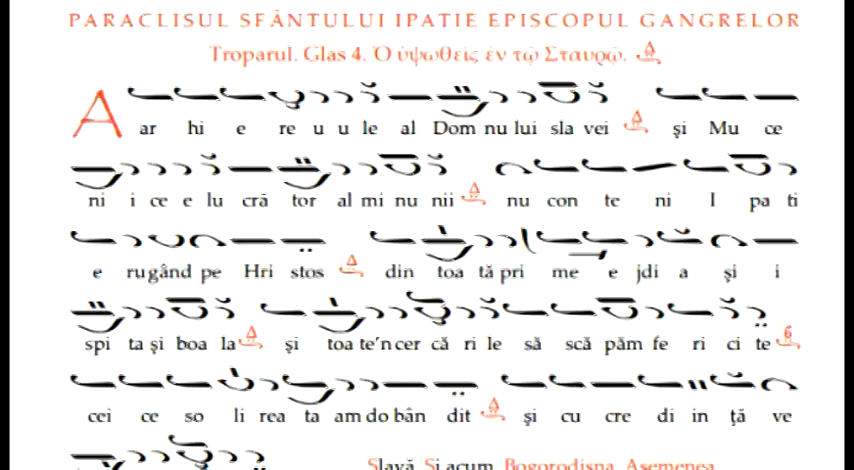 PARACLISUL SFÂNTULUI IPATIE EPISCOPUL GANGRELOR
Troparul. Glas 4. Ὁ ὑψωθεὶς ἐν τῷ Σταυρῷ.
A ar hi e re u u le al Dom nu lui sla vei și Mu ce
ni i ce e lu cră tor al mi nu nii nu con te ni I pa ti
e ru gând pe Hri stos din toa tă pri me e jdi a și i
spi ta și boa la și toa te'n cer că ri le să scă păm fe ri ci te
cei ce so li rea ta am do bân dit și cu cre di in ță ve
Slavă. Și acum. Bogorodisna. Asemenea